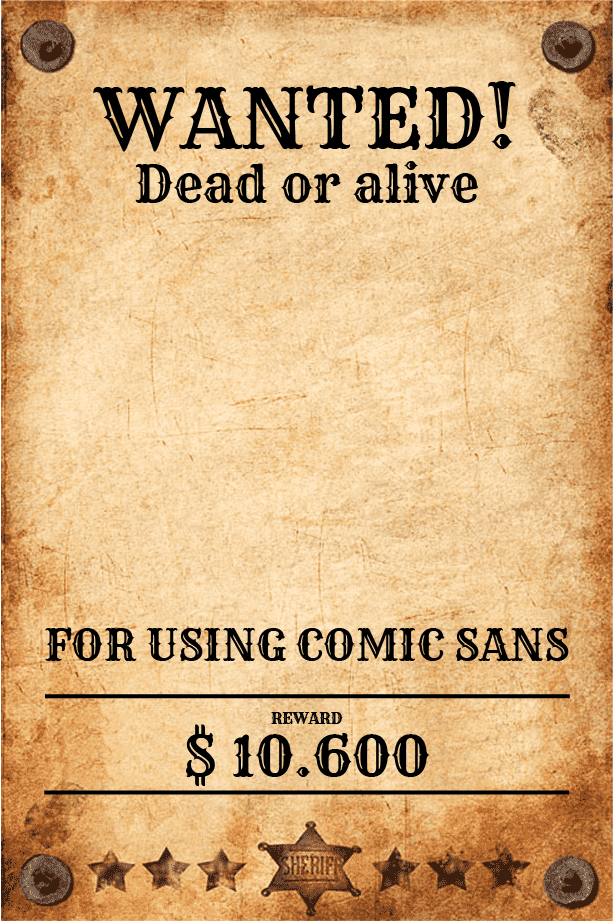 WANTED!
Dead or alive
FOR USING COMIC SANS
REWARD
$ 10.600
SHERIFF